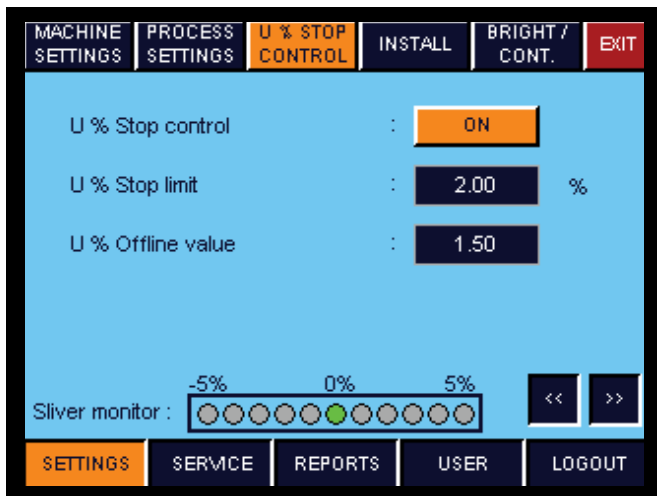 MACHINE SETTINGS
PROCESS SETTINGS
U % STOP CONTROL
INSTALL
BRIGHT / CONT.
EXIT
U % Stop control : ON
U % Stop limit : 2.00 %
U % Offline value : 1.50
-5% 0% 5%
Sliver monitor :
<< >>
SETTINGS SERVICE REPORTS USER LOGOUT